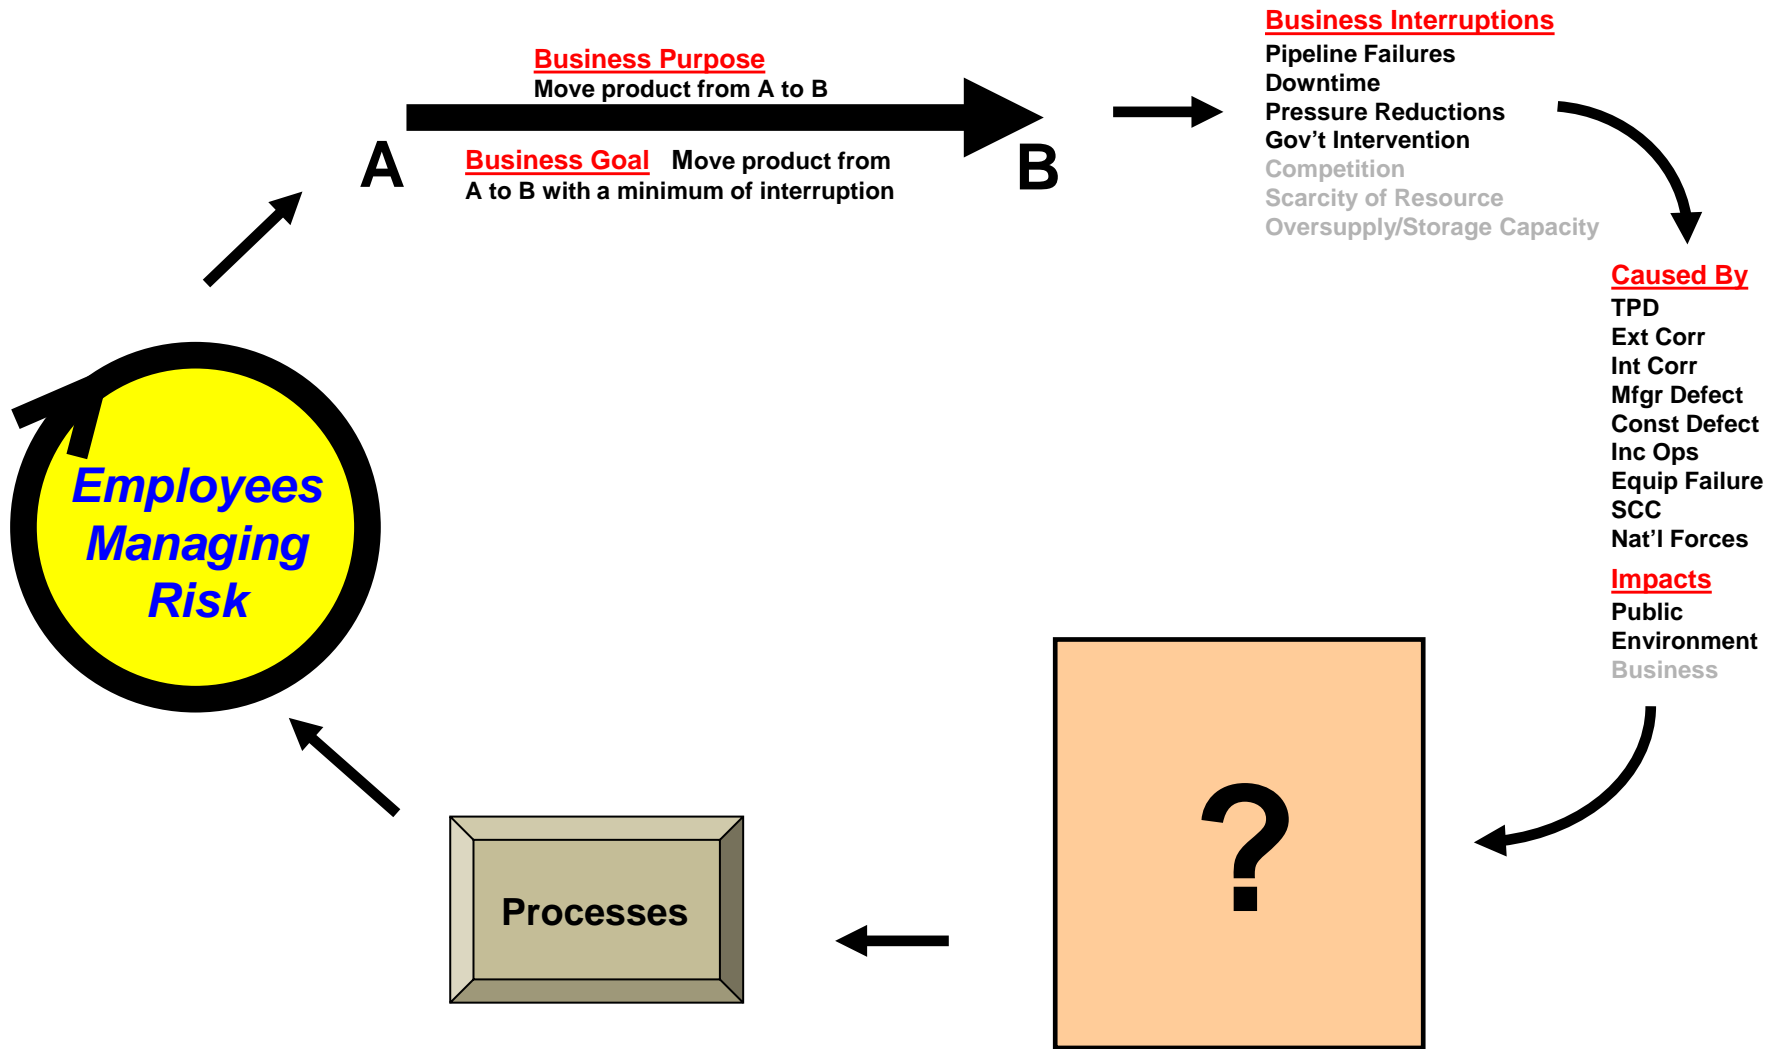 Business Purpose
Move product from A to B
A
B
Business Goal Move product from
A to B with a minimum of interruption
Business Interruptions
Pipeline Failures
Downtime
Pressure Reductions
Gov’t Intervention
Competition
Scarcity of Resource
Oversupply/Storage Capacity
Caused By
TPD
Ext Corr
Int Corr
Mfgr Defect
Const Defect
Inc Ops
Equip Failure
SCC
Nat’l Forces
Impacts
Public
Environment
Business
?
Processes
Employees
Managing
Risk